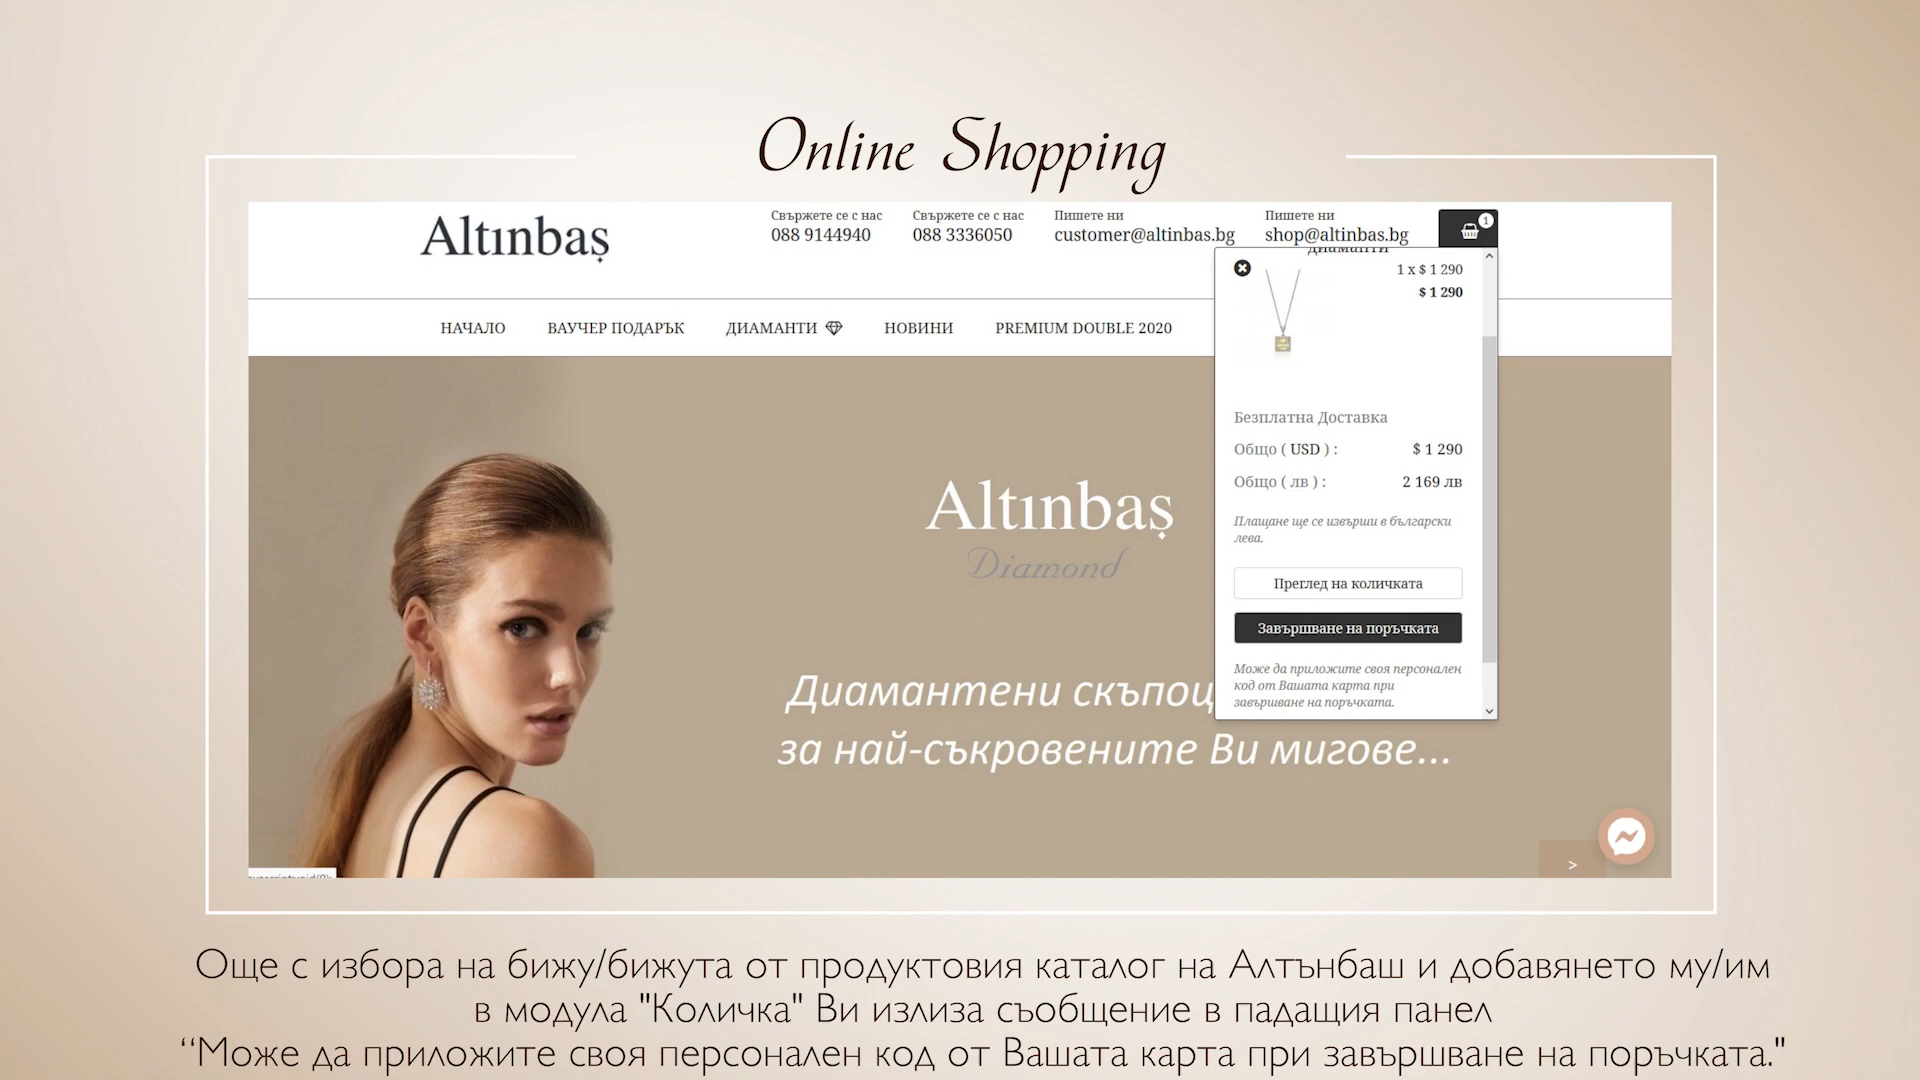 Online Shopping
Altınbaş
Свържете се с нас
088 9144940
Свържете се с нас
088 3336050
Пишете ни
customer@altinbas.bg
Пишете ни
shop@altinbas.bg
1
диаманти
1 x $ 1 290
$ 1 290
НАЧАЛО
ВАУЧЕР ПОДАРЪК
ДИАМАНТИ
НОВИНИ
PREMIUM DOUBLE 2020
Безплатна Доставка
Общо ( USD ) : $ 1 290
Общо ( лв ) : 2 169 лв
Плащане ще се извърши в български
лева.
Преглед на количката
Завършване на поръчката
Може да приложите своя персонален
код от Вашата карта при
завършване на поръчката.
Altınbaş
Diamond
Диамантени скъпоц
за най-съкровените Ви мигове...
>
Още с избора на бижу/бижута от продуктовия каталог на Алтънбаш и добавянето му/им
в модула "Количка" Ви излиза съобщение в падащия панел
“Може да приложите своя персонален код от Вашата карта при завършване на поръчката."